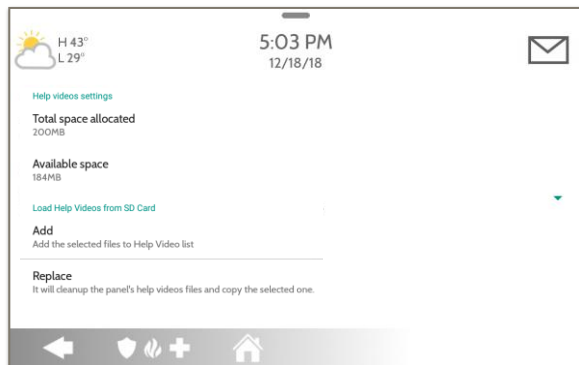 H 43°
L 29°
5:03 PM
12/18/18
Help videos settings
Total space allocated
200MB
Available space
184MB
Load Help Videos from SD Card
Add
Add the selected files to Help Video list
Replace
It will cleanup the panel's help videos files and copy the selected one.